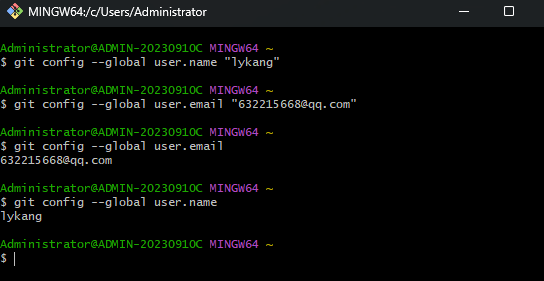 MINGW64:/c/Users/Administrator
Administrator@ADMIN-20230910C MINGW64 ~
$ git config --global user.name "lykang"
Administrator@ADMIN-20230910C MINGW64 ~
$ git config --global user.email "632215668@qq.com"
Administrator@ADMIN-20230910C MINGW64 ~
$ git config --global user.email
632215668@qq.com
Administrator@ADMIN-20230910C MINGW64 ~
$ git config --global user.name
lykang
Administrator@ADMIN-20230910C MINGW64 ~
$